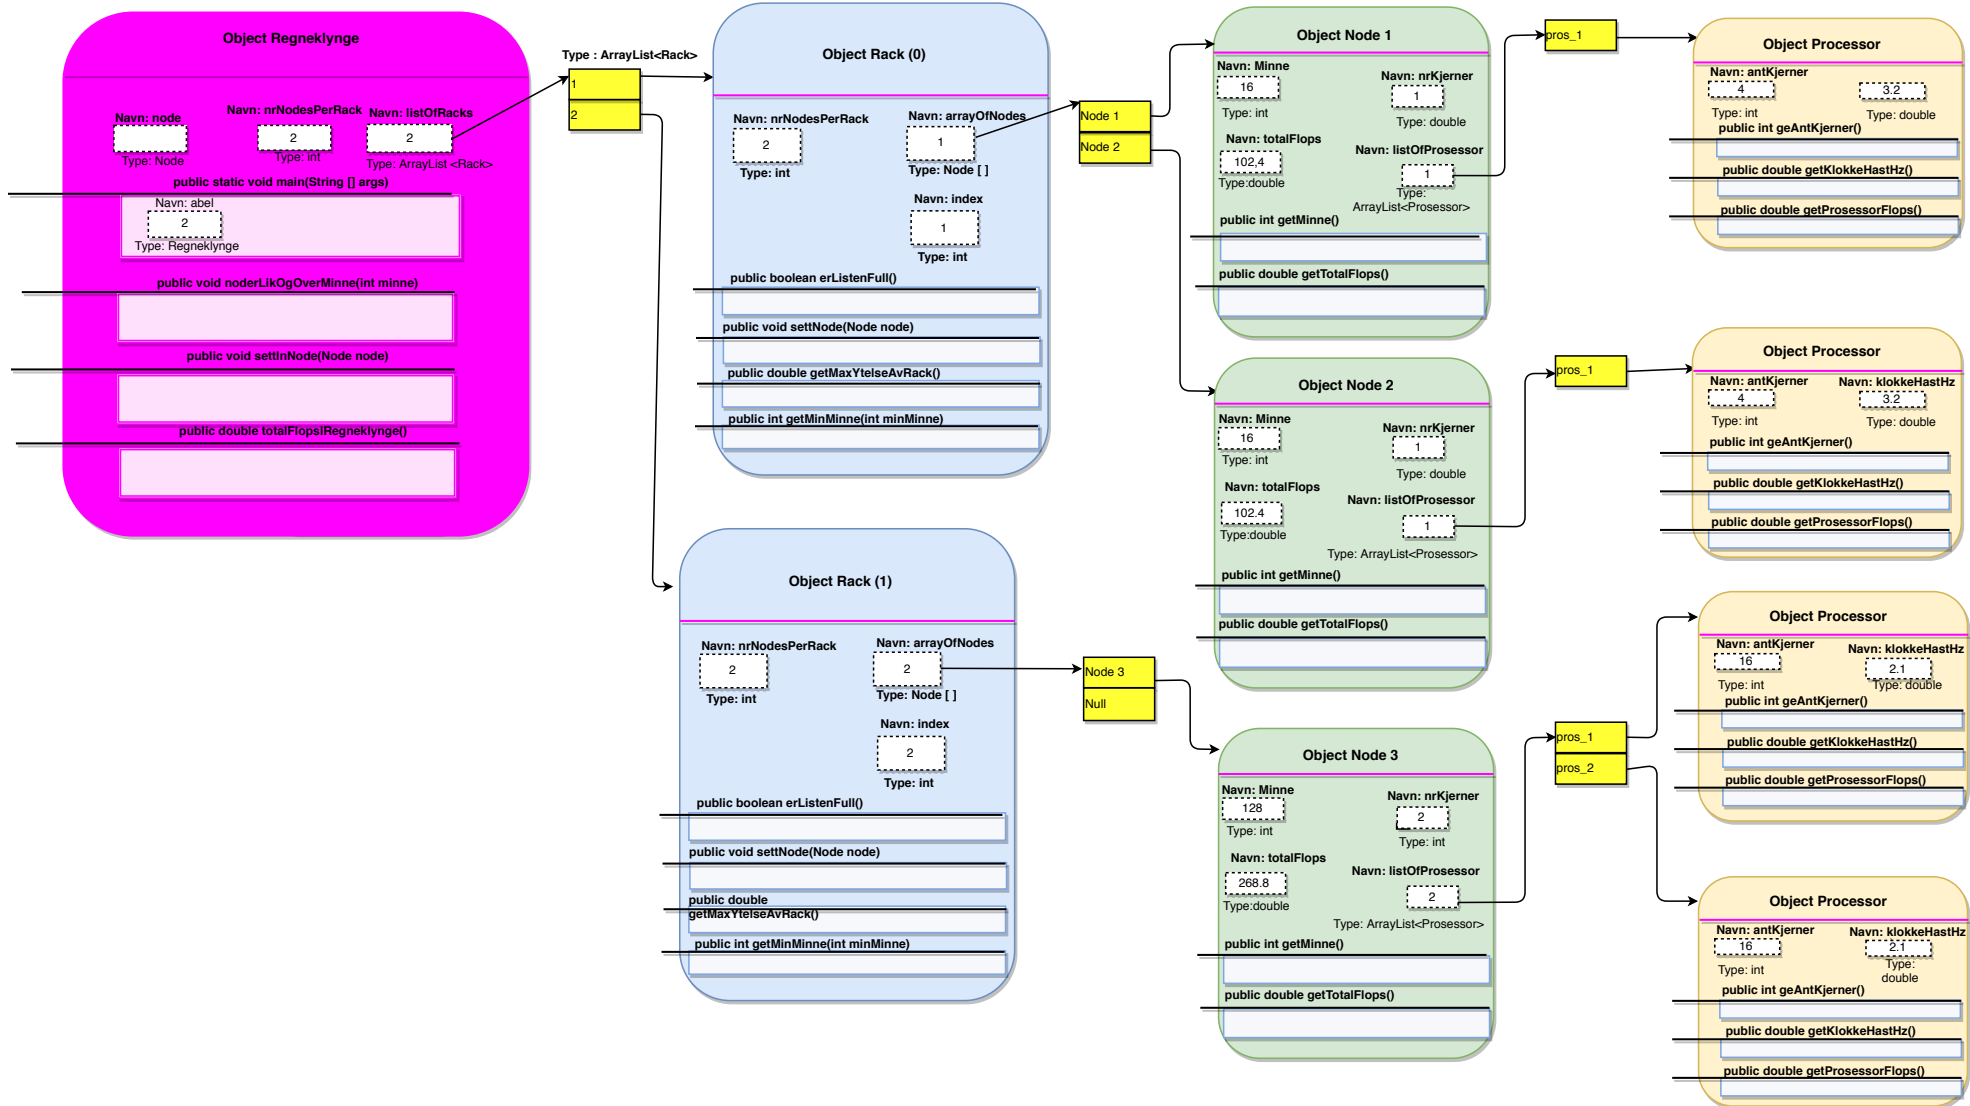 Object Regneklynge
Navn: node
Type: Node
Navn: nrNodesPerRack
2
Type: int
Navn: listOfRacks
2
Type: ArrayList <Rack>
public static void main(String [] args)
Navn: abel
2
Type: Regneklynge
public void noderLikOgOverMinne(int minne)
public void settInNode(Node node)
public double totalFlopsIRegneklynge()
Type : ArrayList<Rack>
1
2
Object Rack (0)
Navn: nrNodesPerRack
2
Type: int
Navn: arrayOfNodes
1
Type: Node [ ]
Navn: index
1
Type: int
public boolean erListenFull()
public void settNode(Node node)
public double getMaxYtelseAvRack()
public int getMinMinne(int minMinne)
Object Rack (1)
Navn: nrNodesPerRack
2
Type: int
Navn: arrayOfNodes
2
Type: Node [ ]
Navn: index
2
Type: int
public boolean erListenFull()
public void settNode(Node node)
public double
getMaxYtelseAvRack()
public int getMinMinne(int minMinne)
Node 1
Node 2
Node 3
Null
Object Node 1
Navn: Minne
16
Type: int
Navn: nrKjerner
1
Type: double
Navn: totalFlops
102,4
Type:double
Navn: listOfProsessor
1
Type:
ArrayList<Prosessor>
public int getMinne()
public double getTotalFlops()
Object Node 2
Navn: Minne
16
Type: int
Navn: nrKjerner
1
Type: double
Navn: totalFlops
102.4
Type:double
Navn: listOfProsessor
1
Type: ArrayList<Prosessor>
public int getMinne()
public double getTotalFlops()
Object Node 3
Navn: Minne
128
Type: int
Navn: nrKjerner
2
Type: int
Navn: totalFlops
268.8
Type:double
Navn: listOfProsessor
2
Type: ArrayList<Prosessor>
public int getMinne()
public double getTotalFlops()
pros_1
pros_1
pros_1
pros_2
Object Processor
Navn: antKjerner
4
Type: int
3.2
Type: double
public int geAntKjerner()
public double getKlokkeHastHz()
public double getProsessorFlops()
Object Processor
Navn: antKjerner
4
Type: int
Navn: klokkeHastHz
3.2
Type: double
public int geAntKjerner()
public double getKlokkeHastHz()
public double getProsessorFlops()
Object Processor
Navn: antKjerner
16
Type: int
Navn: klokkeHastHz
2.1
Type: double
public int geAntKjerner()
public double getKlokkeHastHz()
public double getProsessorFlops()
Object Processor
Navn: antKjerner
16
Type: int
Navn: klokkeHastHz
2.1
Type:
double
public int geAntKjerner()
public double getKlokkeHastHz()
public double getProsessorFlops()